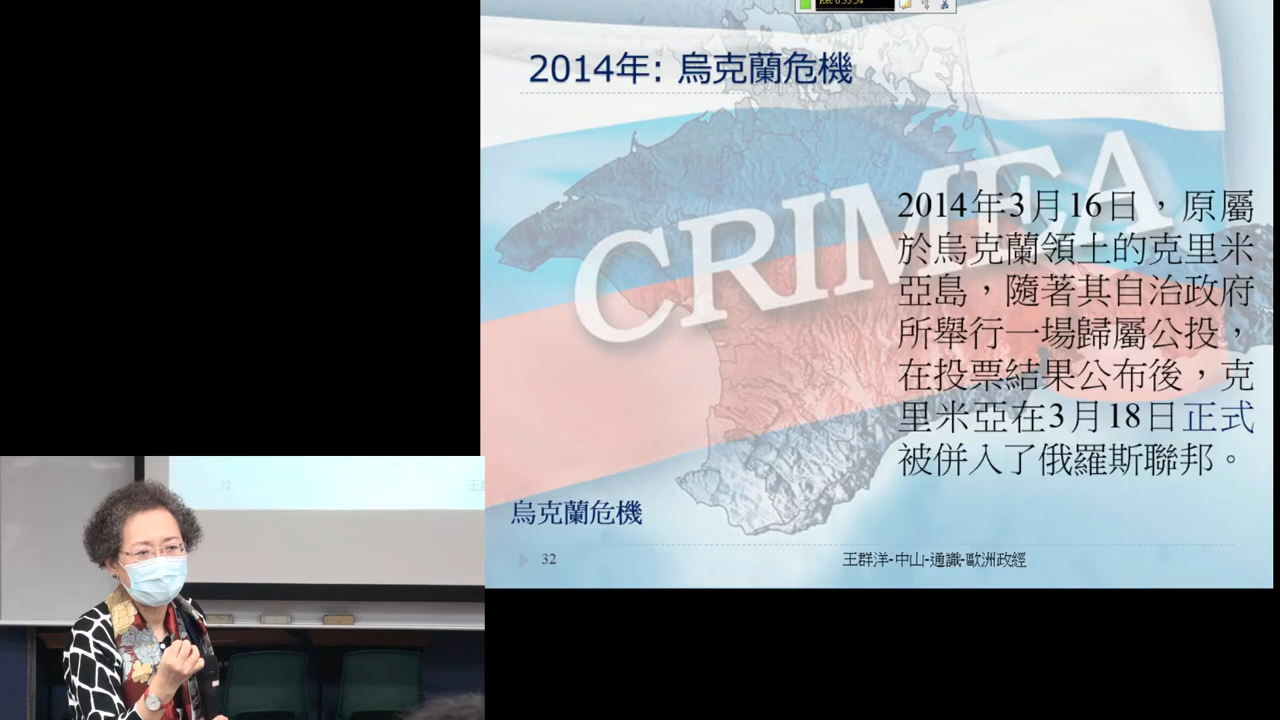 2014年: 烏克蘭危機
CRIMEA
2014年3月16日，原屬
於烏克蘭領土的克里米
亞島，隨著其自治政府
所舉行一場歸屬公投，
在投票結果公布後，克
里米亞在3月18日正式
被併入了俄羅斯聯邦。
烏克蘭危機
32
王群洋-中山-通識-歐洲政經
32